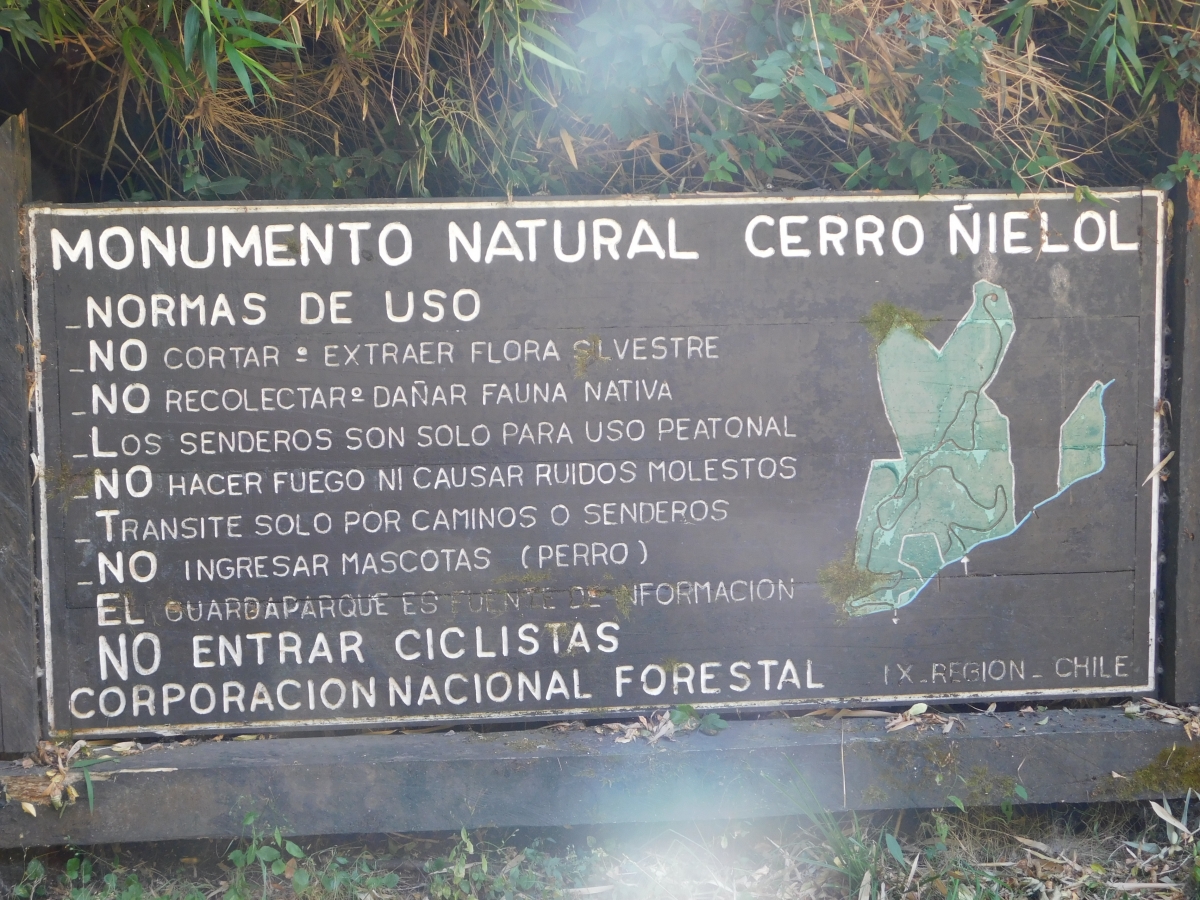 MONUMENTO NATURAL CERRO ÑIELOL
_NORMAS DE USO
_NO CORTAR º EXTRAER FLORA SILVESTRE
_NO RECOLECTAR º DAÑAR FAUNA NATIVA
_LOS SENDEROS SON SOLO PARA USO PEATONAL
_NO HACER FUEGO NI CAUSAR RUIDOS MOLESTOS
_TRANSITE SOLO POR CAMINOS O SENDEROS
_NO INGRESAR MASCOTAS (PERRO)
EL GUARDAPARQUE ES FUENTE DE INFORMACION
NO ENTRAR CICLISTAS
CORPORACION NACIONAL FORESTAL IX_REGION_CHILE